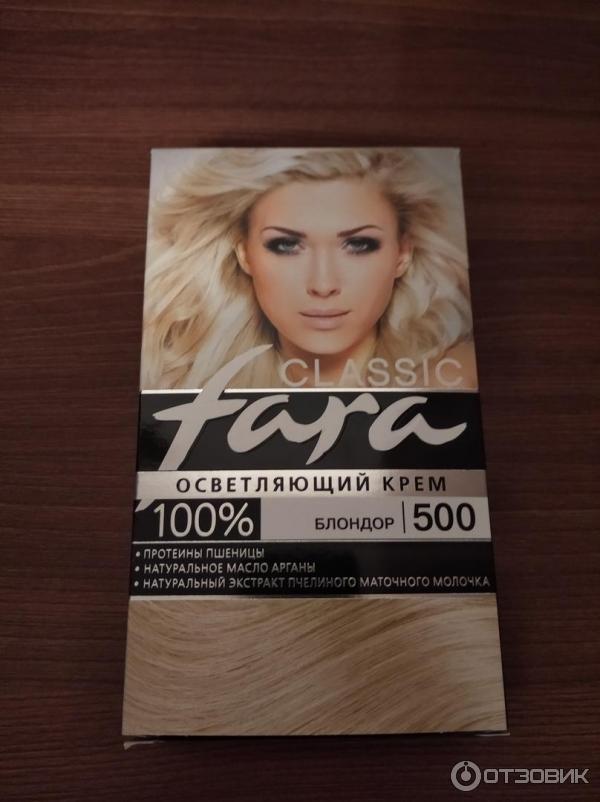 CLASSIC
fara
ОСВЕТЛЯЮЩИЙ КРЕМ
100% БЛОНДОР 500
• ПРОТЕИНЫ ПШЕНИЦЫ
• НАТУРАЛЬНОЕ МАСЛО АРГАНЫ
• НАТУРАЛЬНЫЙ ЭКСТРАКТ ПЧЕЛИНОГО МАТОЧНОГО МОЛОЧКА
ОТЗОВИК